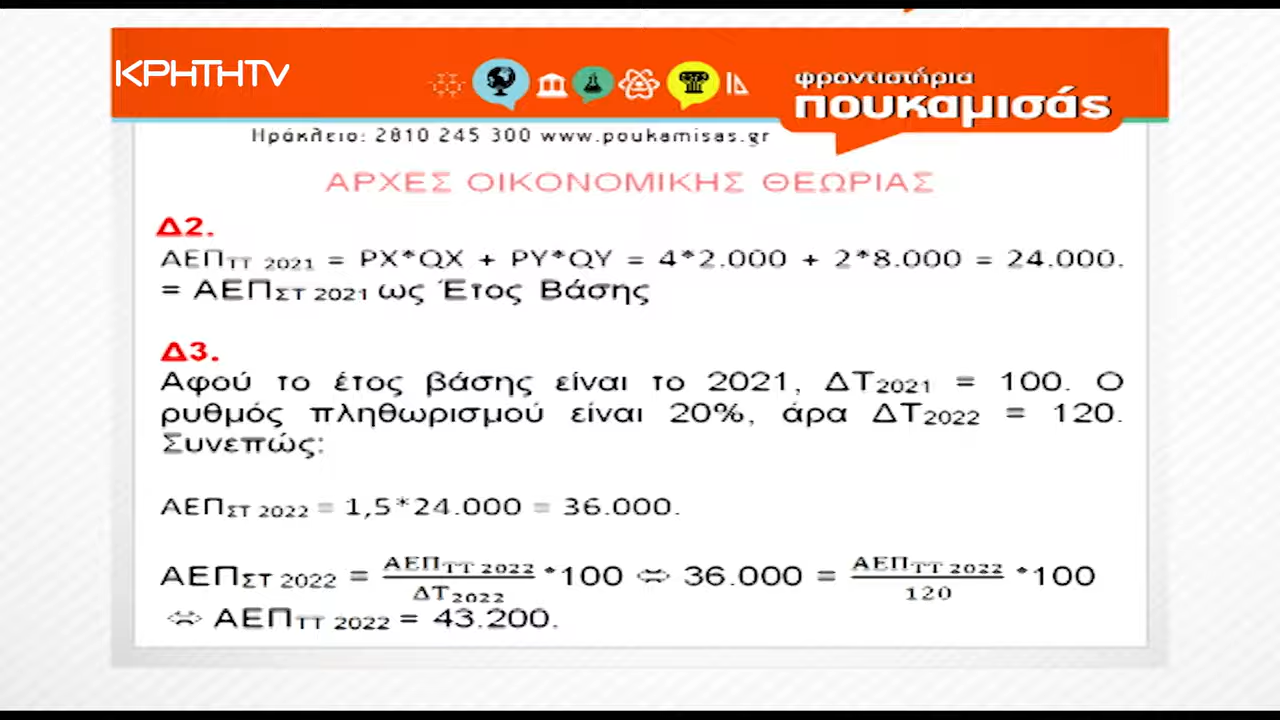 ΚΡΗΤΗTV
φροντιστήρια
πουκαμισάς
Ηράκλειο: 2810 245 300 www.poukamisas.gr
ΑΡΧΕΣ ΟΙΚΟΝΟΜΙΚΗΣ ΘΕΩΡΙΑΣ
Δ2.
ΑΕΠΤΤ 2021 = PX*QX + PY*QY = 4*2.000 + 2*8.000 = 24.000.
= ΑΕΠΣΤ 2021 ως Έτος Βάσης
Δ3.
Αφού το έτος βάσης είναι το 2021, ΔΤ2021 = 100. Ο
ρυθμός πληθωρισμού είναι 20%, άρα ΔΤ2022 = 120.
Συνεπώς:
ΑΕΠΣΤ 2022 = 1,5*24.000 = 36.000.
ΑΕΠΣΤ 2022 = ΑΕΠΤΤ 2022/ΔΤ2022 *100 ⇔ 36.000 = ΑΕΠΤΤ 2022/120 *100
⇔ ΑΕΠΤΤ 2022 = 43.200.